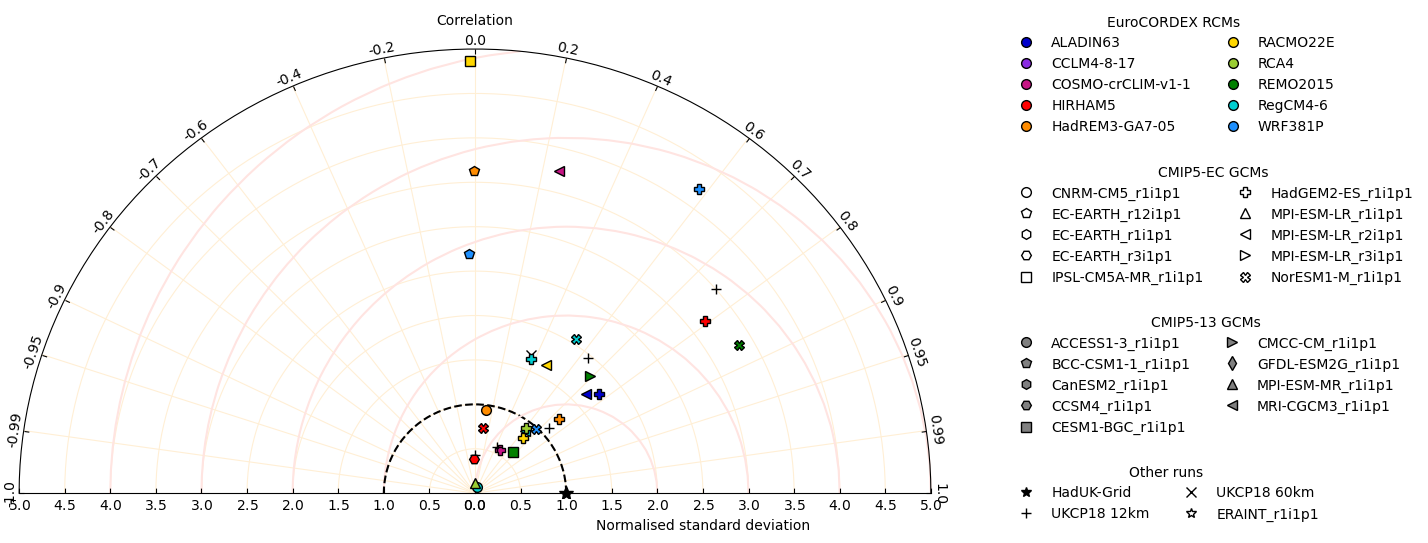 Correlation
0.0
-0.2
0.2
-0.4
0.4
-0.6
0.6
-0.7
0.7
-0.8
0.8
-0.9
0.9
-0.95
0.95
-0.99
0.99
-1.0
1.0
5.0 4.5 4.0 3.5 3.0 2.5 2.0 1.5 1.0 0.5 0.0 0.5 1.0 1.5 2.0 2.5 3.0 3.5 4.0 4.5 5.0
Normalised standard deviation
EuroCORDEX RCMs
ALADIN63 RACMO22E
CCLM4-8-17 RCA4
COSMO-crCLIM-v1-1 REMO2015
HIRHAM5 RegCM4-6
HadREM3-GA7-05 WRF381P
CMIP5-EC GCMs
CNRM-CM5_r1i1p1 HadGEM2-ES_r1i1p1
EC-EARTH_r12i1p1 MPI-ESM-LR_r1i1p1
EC-EARTH_r1i1p1 MPI-ESM-LR_r2i1p1
EC-EARTH_r3i1p1 MPI-ESM-LR_r3i1p1
IPSL-CM5A-MR_r1i1p1 NorESM1-M_r1i1p1
CMIP5-13 GCMs
ACCESS1-3_r1i1p1 CMCC-CM_r1i1p1
BCC-CSM1-1_r1i1p1 GFDL-ESM2G_r1i1p1
CanESM2_r1i1p1 MPI-ESM-MR_r1i1p1
CCSM4_r1i1p1 MRI-CGCM3_r1i1p1
CESM1-BGC_r1i1p1
Other runs
HadUK-Grid UKCP18 60km
UKCP18 12km ERAINT_r1i1p1